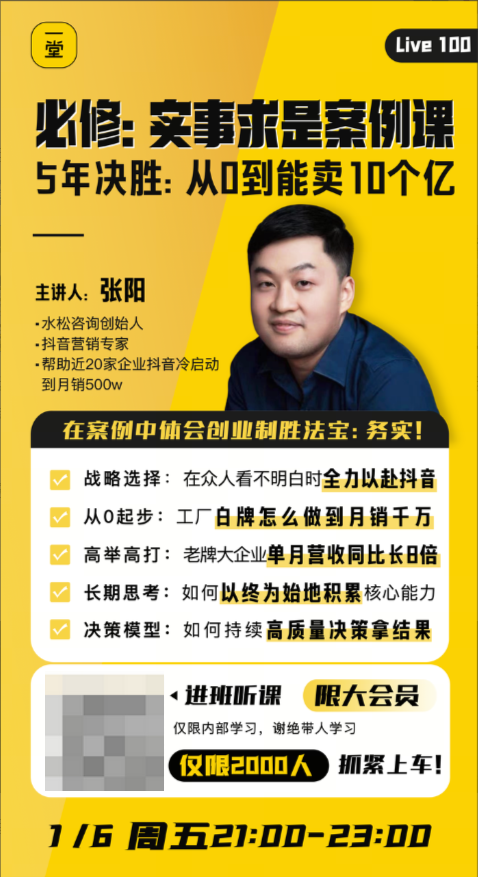 一堂
Live 100
必修: 实事求是案例课
5年决胜: 从0到能卖10个亿
主讲人: 张阳
▪水松咨询创始人
▪抖音营销专家
▪帮助近20家企业抖音冷启动
到月销500w
在案例中体会创业制胜法宝: 务实!
战略选择: 在众人看不明白时全力以赴抖音
从0起步: 工厂白牌怎么做到月销千万
高举高打: 老牌大企业单月营收同比长8倍
长期思考: 如何以终为始地积累核心能力
决策模型: 如何持续高质量决策拿结果
进班听课 限大会员
仅限内部学习，谢绝带人学习
仅限2000人 抓紧上车!
1/6 周五21:00-23:00